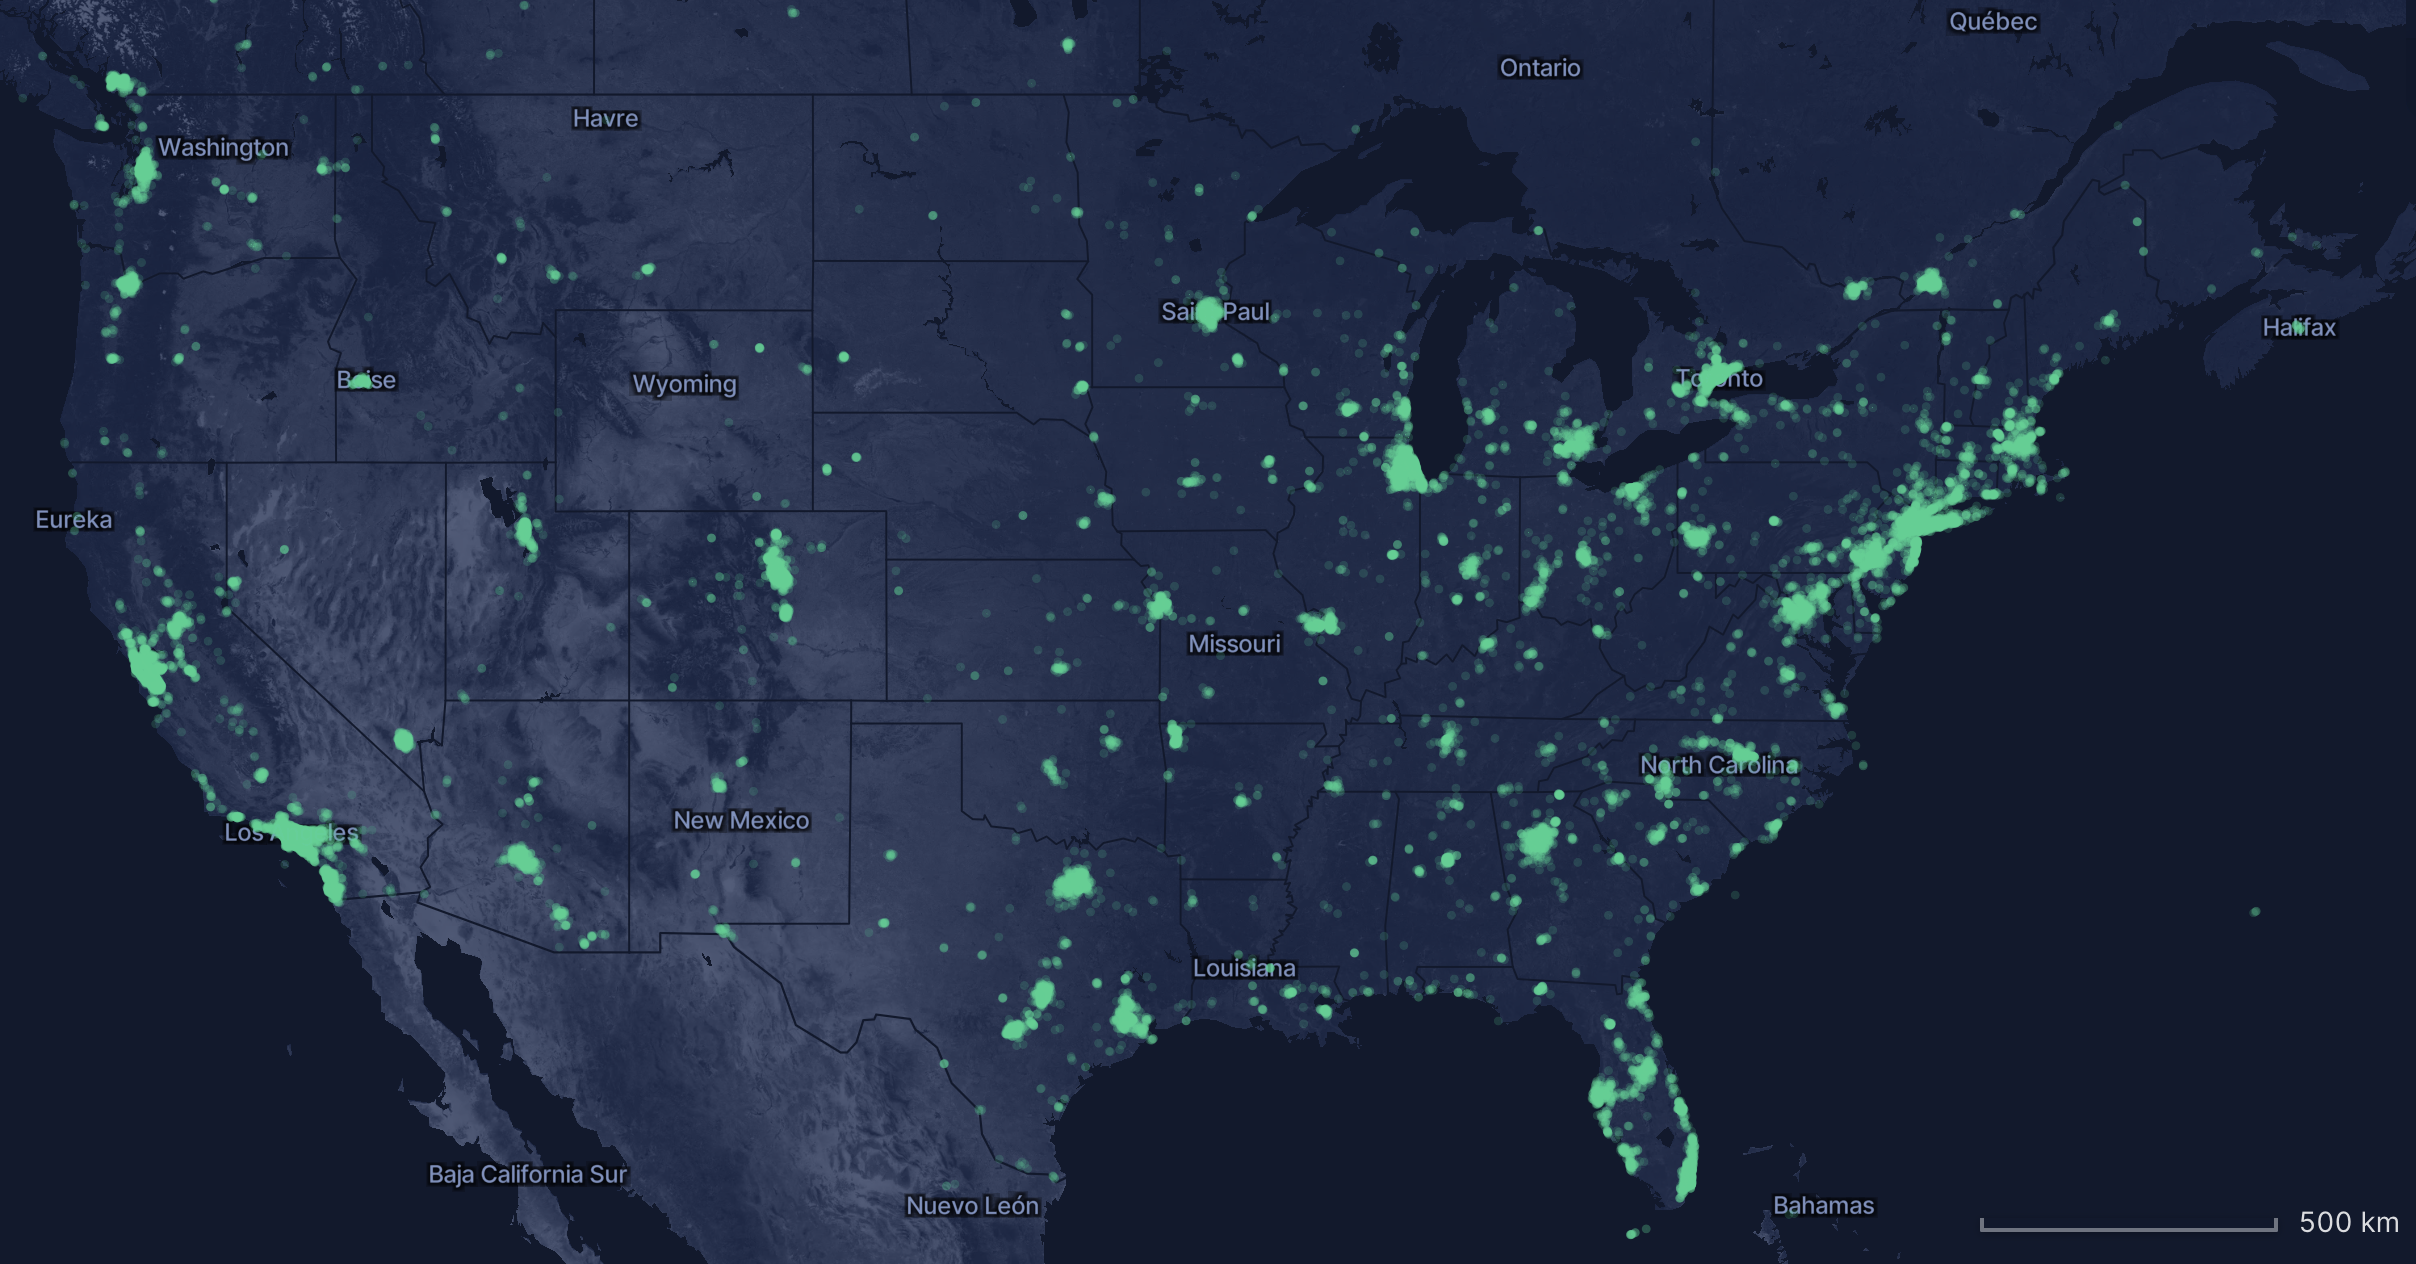 Québec
Ontario
Havre
Washington
Saint Paul
Halifax
Toronto
Boise
Wyoming
Eureka
Missouri
North Carolina
New Mexico
Los Angeles
Louisiana
Baja California Sur
Nuevo León
Bahamas
500 km